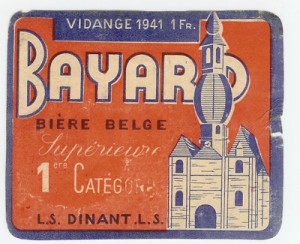 VIDANGE 1941 1 FR.
BAYARD
BIÈRE BELGE
Supérieure
1ère CATÉGORIE
L.S. DINANT.L.S.